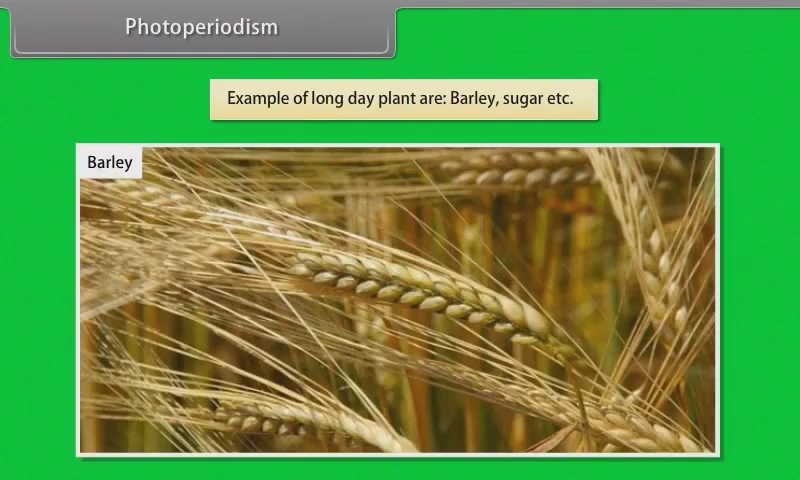 Photoperiodism
Example of long day plant are: Barley, sugar etc.
Barley